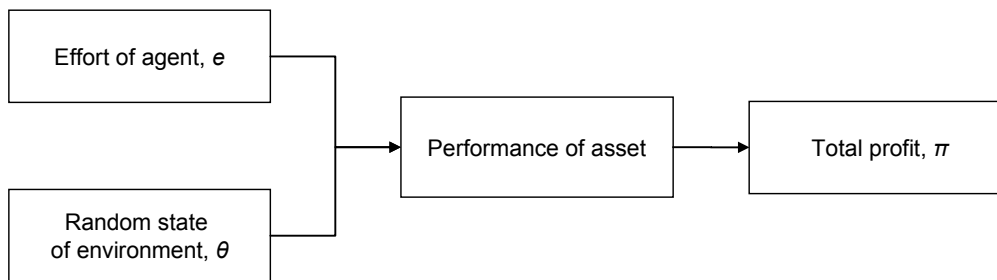 Effort of agent, e
Random state
of environment, θ
Performance of asset
Total profit, π